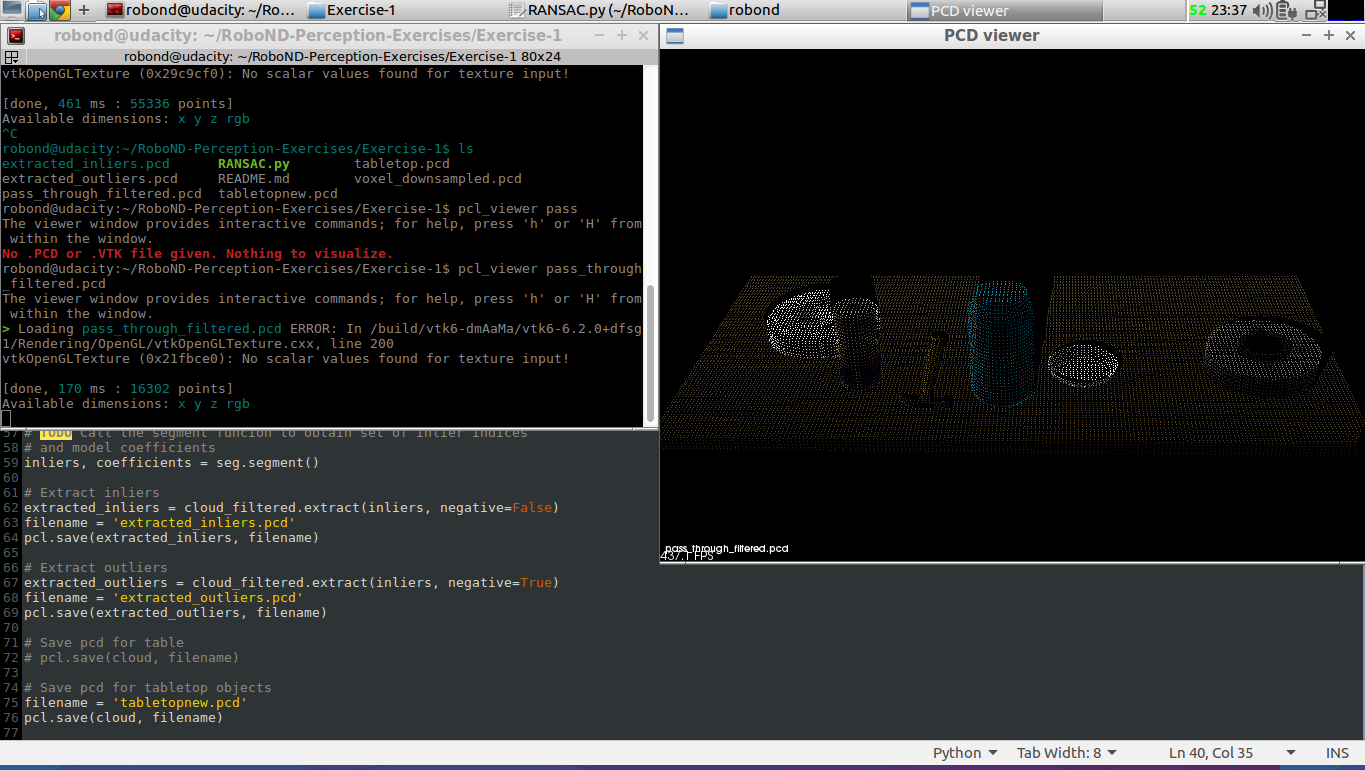 robond@udacity: ~/Ro...
Exercise-1
RANSAC.py (~/RoboN...
robond
PCD viewer
52 23:37
robond@udacity: ~/RoboND-Perception-Exercises/Exercise-1
robond@udacity: ~/RoboND-Perception-Exercises/Exercise-1 80x24
vtkOpenGLTexture (0x29c9cf0): No scalar values found for texture input!
[done, 461 ms : 55336 points]
Available dimensions: x y z rgb
^C
robond@udacity:~/RoboND-Perception-Exercises/Exercise-1$ ls
extracted_inliers.pcd RANSAC.py tabletop.pcd
extracted_outliers.pcd README.md voxel_downsampled.pcd
pass_through_filtered.pcd tabletopnew.pcd
robond@udacity:~/RoboND-Perception-Exercises/Exercise-1$ pcl_viewer pass
The viewer window provides interactive commands; for help, press 'h' or 'H' from
within the window.
No .PCD or .VTK file given. Nothing to visualize.
robond@udacity:~/RoboND-Perception-Exercises/Exercise-1$ pcl_viewer pass_through
_filtered.pcd
The viewer window provides interactive commands; for help, press 'h' or 'H' from
within the window.
> Loading pass_through_filtered.pcd ERROR: In /build/vtk6-dmAaMa/vtk6-6.2.0+dfsg
1/Rendering/OpenGL/vtkOpenGLTexture.cxx, line 200
vtkOpenGLTexture (0x21fbce0): No scalar values found for texture input!
[done, 170 ms : 16302 points]
Available dimensions: x y z rgb
PCD viewer
pass_through_filtered.pcd
437.1 FPS
57 # TODO Call the segment funcion to obtain set of inlier indices
58 # and model coefficients
59 inliers, coefficients = seg.segment()
60
61 # Extract inliers
62 extracted_inliers = cloud_filtered.extract(inliers, negative=False)
63 filename = 'extracted_inliers.pcd'
64 pcl.save(extracted_inliers, filename)
65
66 # Extract outliers
67 extracted_outliers = cloud_filtered.extract(inliers, negative=True)
68 filename = 'extracted_outliers.pcd'
69 pcl.save(extracted_outliers, filename)
70
71 # Save pcd for table
72 # pcl.save(cloud, filename)
73
74 # Save pcd for tabletop objects
75 filename = 'tabletopnew.pcd'
76 pcl.save(cloud, filename)
77
Python Tab Width: 8 Ln 40, Col 35 INS